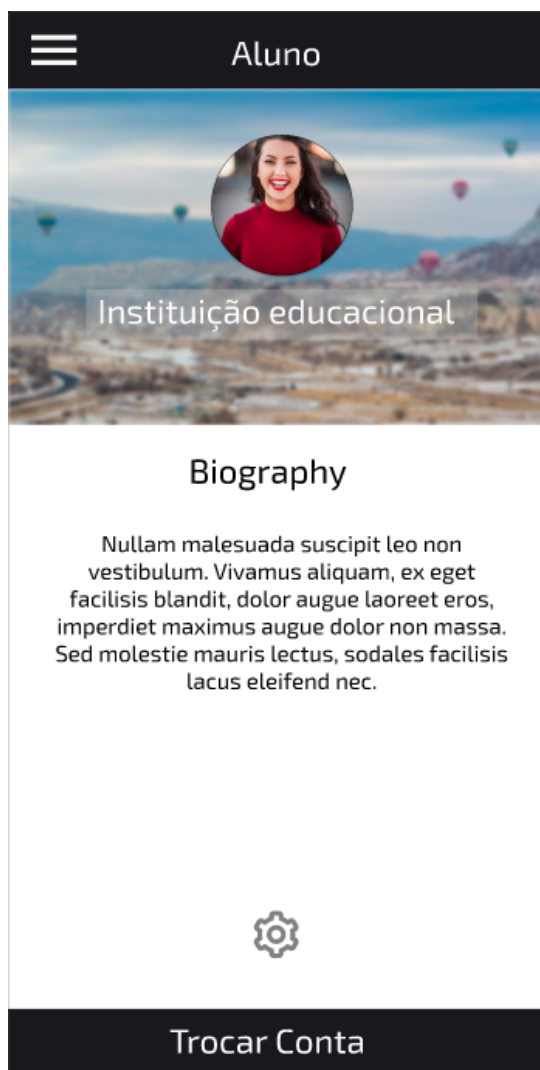 Aluno
Instituição educacional
Biography
Nullam malesuada suscipit leo non
vestibulum. Vivamus aliquam, ex eget
facilisis blandit, dolor augue laoreet eros,
imperdiet maximus augue dolor non massa.
Sed molestie mauris lectus, sodales facilisis
lacus eleifend nec.
Trocar Conta